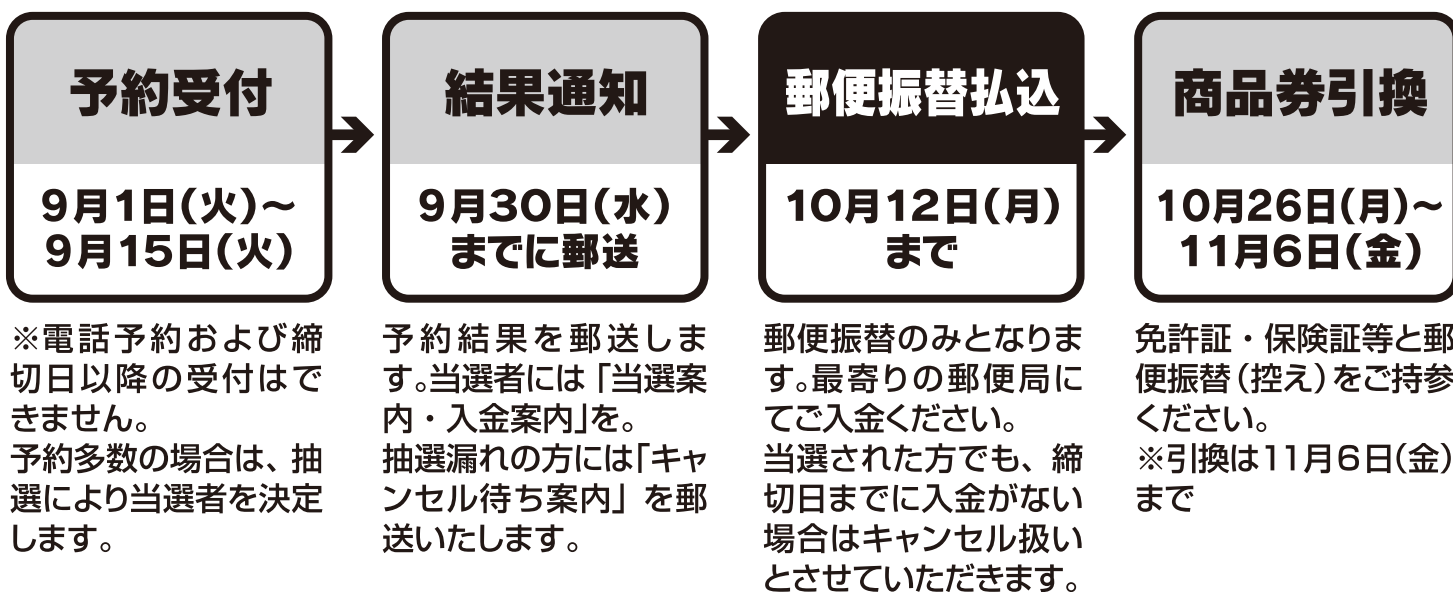 予約受付
9月1日(火)～
9月15日(火)
※電話予約および締
切日以降の受付はで
きません。
予約多数の場合は、抽
選により当選者を決定
します。
結果通知
9月30日(水)
までに郵送
予約結果を郵送しま
す。当選者には「当選案
内・入金案内」を。
抽選漏れの方には「キャ
ンセル待ち案内」を郵
送いたします。
郵便振替払込
10月12日(月)
まで
郵便振替のみとなりま
す。最寄りの郵便局に
てご入金ください。
当選された方でも、締
切日までに入金がない
場合はキャンセル扱い
とさせていただきます。
商品券引換
10月26日(月)～
11月6日(金)
免許証・保険証等と郵
便振替(控え)をご持参
ください。
※引換は11月6日(金)
まで